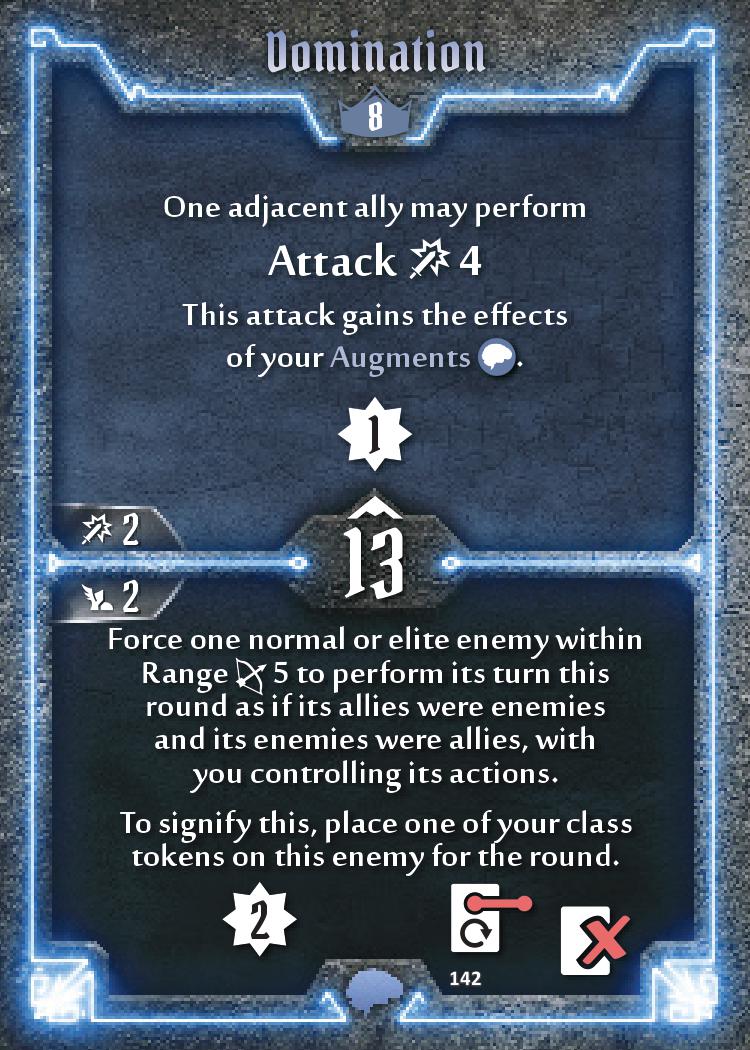 Domination
8
One adjacent ally may perform
Attack 4
This attack gains the effects
of your Augments .
1
2
13
2
Force one normal or elite enemy within
Range 5 to perform its turn this
round as if its allies were enemies
and its enemies were allies, with
you controlling its actions.
To signify this, place one of your class
tokens on this enemy for the round.
2
142